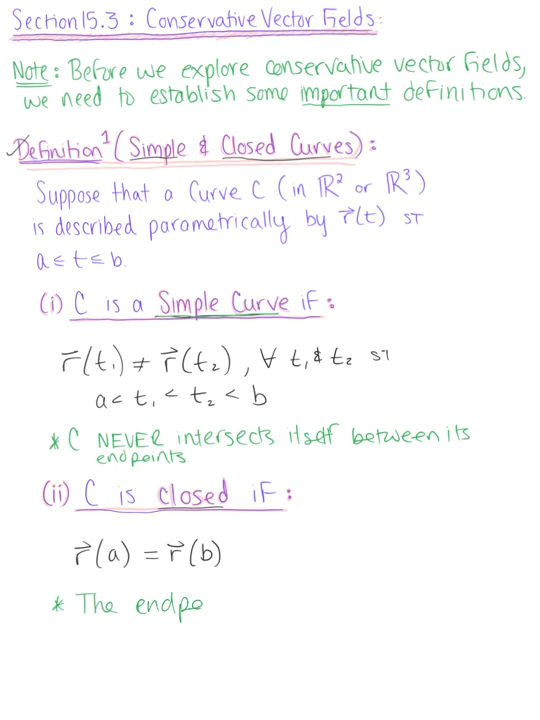 Section 15.3 : Conservative Vector Fields:
Note: Before we explore conservative vector fields,
we need to establish some important definitions.
Definition¹ (Simple & Closed Curves) :
Suppose that a Curve C (in ℝ² or ℝ³)
is described parametrically by r⃗(t) ST
a ≤ t ≤ b.
(i) C is a Simple Curve if :
r⃗(t₁) ≠ r⃗(t₂) , ∀ t₁ & t₂ ST
a < t₁ < t₂ < b
* C NEVER intersects itself between its
endpoints.
(ii) C is closed if :
r⃗(a) = r⃗(b)
* The endpo